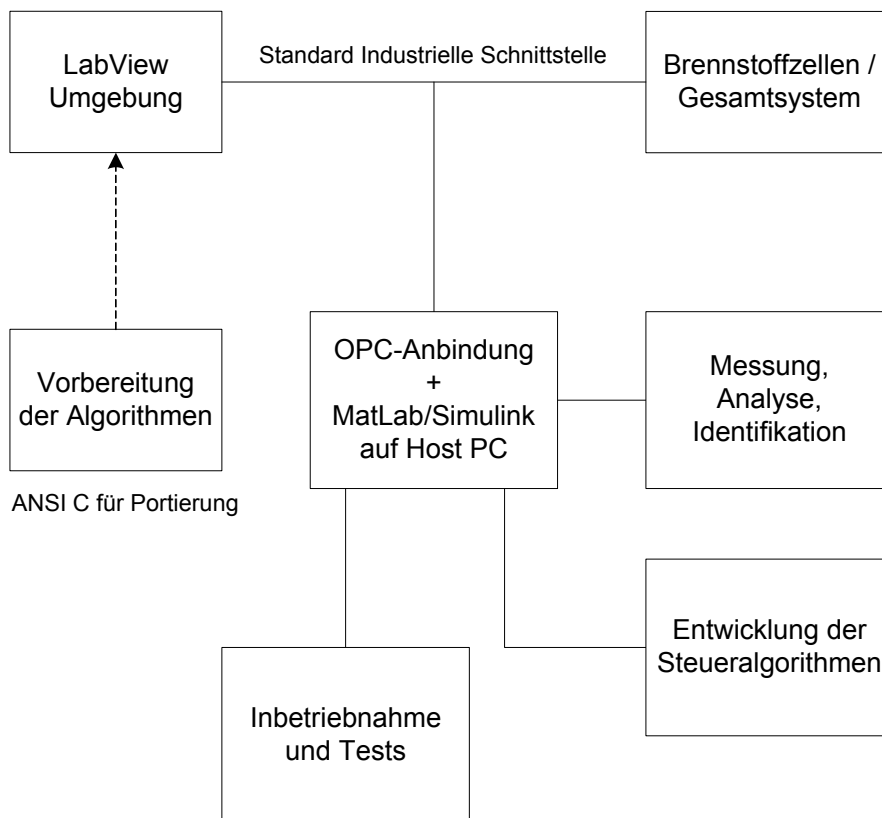 LabView
Umgebung
Standard Industrielle Schnittstelle
Brennstoffzellen /
Gesamtsystem
Vorbereitung
der Algorithmen
ANSI C für Portierung
OPC-Anbindung
+
MatLab/Simulink
auf Host PC
Messung,
Analyse,
Identifikation
Entwicklung der
Steueralgorithmen
Inbetriebnahme
und Tests